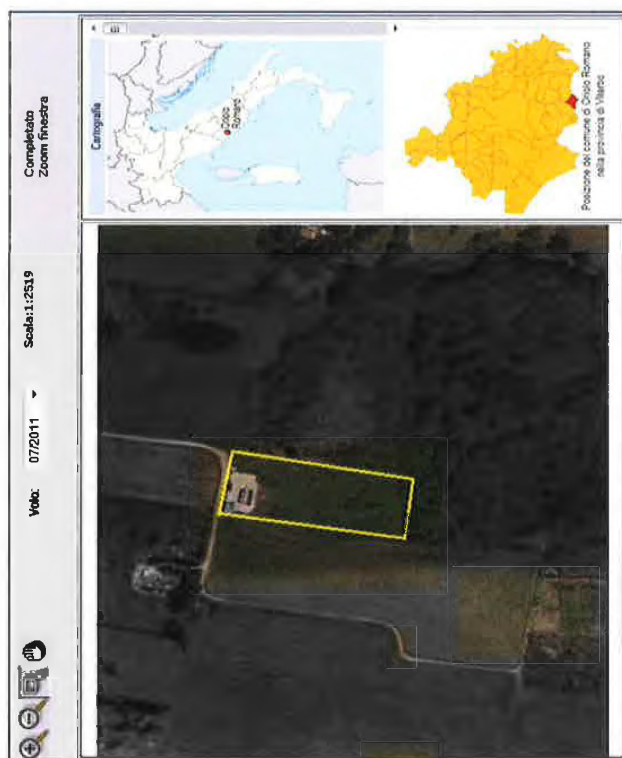 Volo: 07/2011 Scala:1:2519
Completato
Zoom finestra
Cartografia
Oriolo
Romano
Posizione del comune di Oriolo Romano
nella provincia di Viterbo